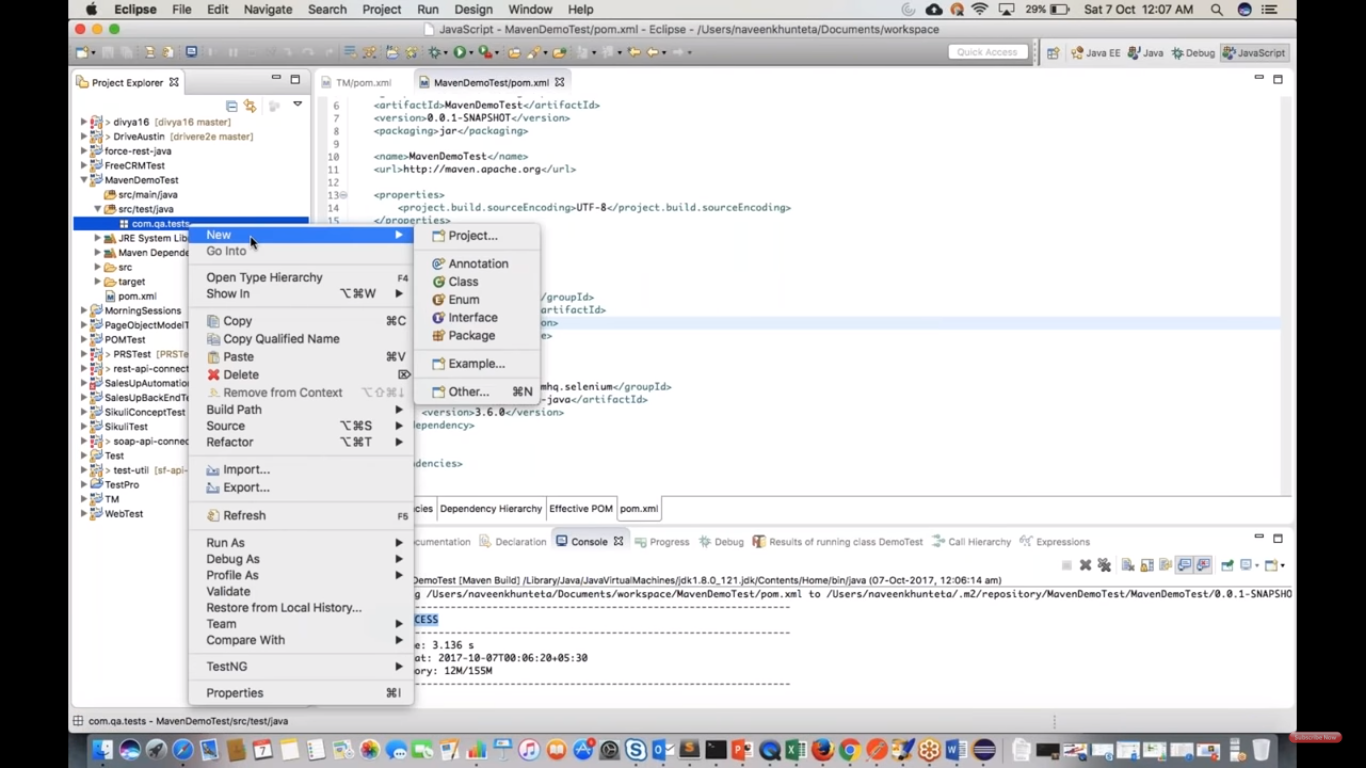 Eclipse File Edit Navigate Search Project Run Design Window Help 29% Sat 7 Oct 12:07 AM
JavaScript - MavenDemoTest/pom.xml - Eclipse - /Users/naveenkhunteta/Documents/workspace
Quick Access Java EE Java Debug JavaScript
Project Explorer
> divya16 [divya16 master]
> DriveAustin [drivere2e master]
force-rest-java
FreeCRMTest
MavenDemoTest
src/main/java
src/test/java
com.qa.tests
JRE System Lib
Maven Depende
src
target
pom.xml
MorningSessions
PageObjectModelT
POMTest
> PRSTest [PRSTe
> rest-api-connec
SalesUpAutomation
SalesUpBackEndTe
SikuliConceptTest
SikuliTest
> soap-api-connec
Test
> test-util [sf-api-
TestPro
TM
WebTest
New
Go Into
Open Type Hierarchy F4
Show In ⌥⌘W
Copy ⌘C
Copy Qualified Name
Paste ⌘V
Delete ⌦
Remove from Context ⌥⇧⌘↓
Build Path
Source ⌥⌘S
Refactor ⌥⌘T
Import...
Export...
Refresh F5
Run As
Debug As
Profile As
Validate
Restore from Local History...
Team
Compare With
TestNG
Properties ⌘I
Project...
Annotation
Class
Enum
Interface
Package
Example...
Other... ⌘N
TM/pom.xml MavenDemoTest/pom.xml
6 <artifactId>MavenDemoTest</artifactId>
7 <version>0.0.1-SNAPSHOT</version>
8 <packaging>jar</packaging>
9
10 <name>MavenDemoTest</name>
11 <url>http://maven.apache.org</url>
12
13 <properties>
14 <project.build.sourceEncoding>UTF-8</project.build.sourceEncoding>
15 </properties>
/groupId>
artifactId>
on>
e>
mhq.selenium</groupId>
-java</artifactId>
<version>3.6.0</version>
ependency>
dencies>
cies Dependency Hierarchy Effective POM pom.xml
cumentation Declaration Console Progress Debug Results of running class DemoTest Call Hierarchy Expressions
DemoTest [Maven Build] /Library/Java/JavaVirtualMachines/jdk1.8.0_121.jdk/Contents/Home/bin/java (07-Oct-2017, 12:06:14 am)
g /Users/naveenkhunteta/Documents/workspace/MavenDemoTest/pom.xml to /Users/naveenkhunteta/.m2/repository/MavenDemoTest/MavenDemoTest/0.0.1-SNAPSHO
------------------------------------------------------------------------
CESS
------------------------------------------------------------------------
e: 3.136 s
at: 2017-10-07T00:06:20+05:30
ory: 12M/155M
------------------------------------------------------------------------
com.qa.tests - MavenDemoTest/src/test/java
Subscribe Now